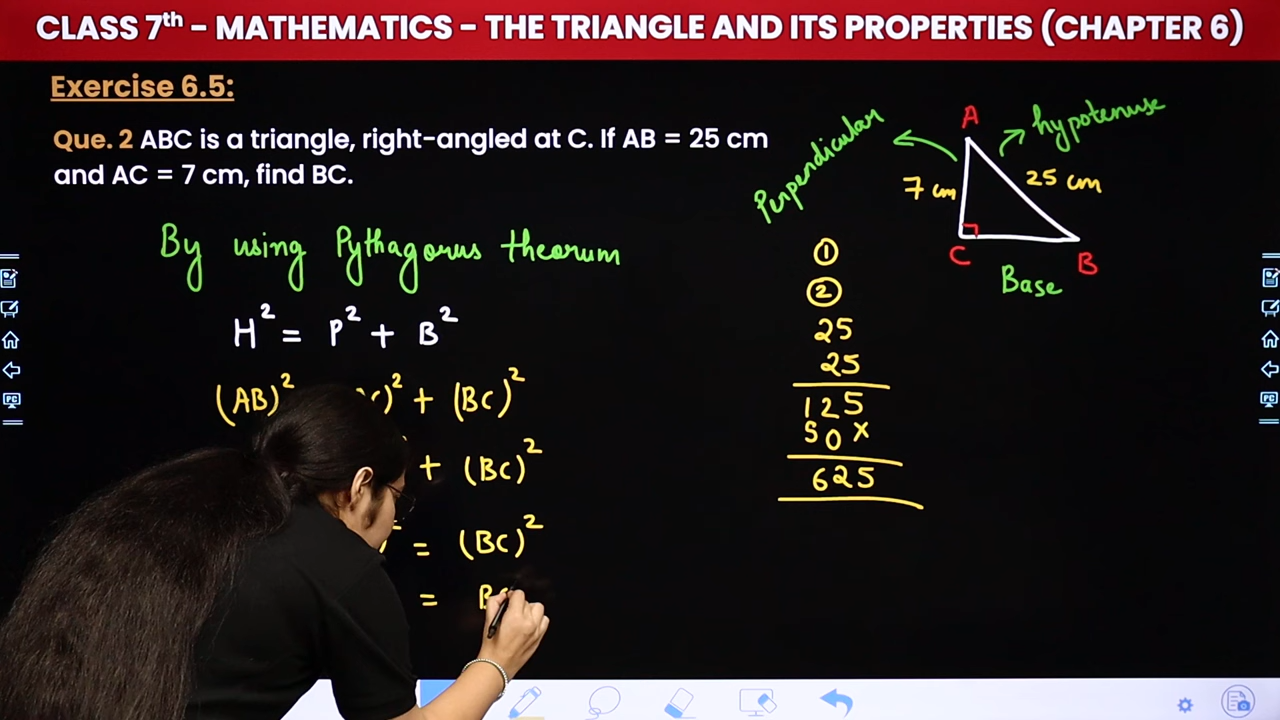 CLASS 7th - MATHEMATICS - THE TRIANGLE AND ITS PROPERTIES (CHAPTER 6)
Exercise 6.5:
Que. 2 ABC is a triangle, right-angled at C. If AB = 25 cm
and AC = 7 cm, find BC.
By using Pythagorus theorum
H² = P² + B²
(AB)² )² + (BC)²
+ (BC)²
= (BC)²
=
Perpendicular
A
hypotenuse
7 cm
25 cm
C
B
Base
①
②
25
25
125
50×
625
PC
PC